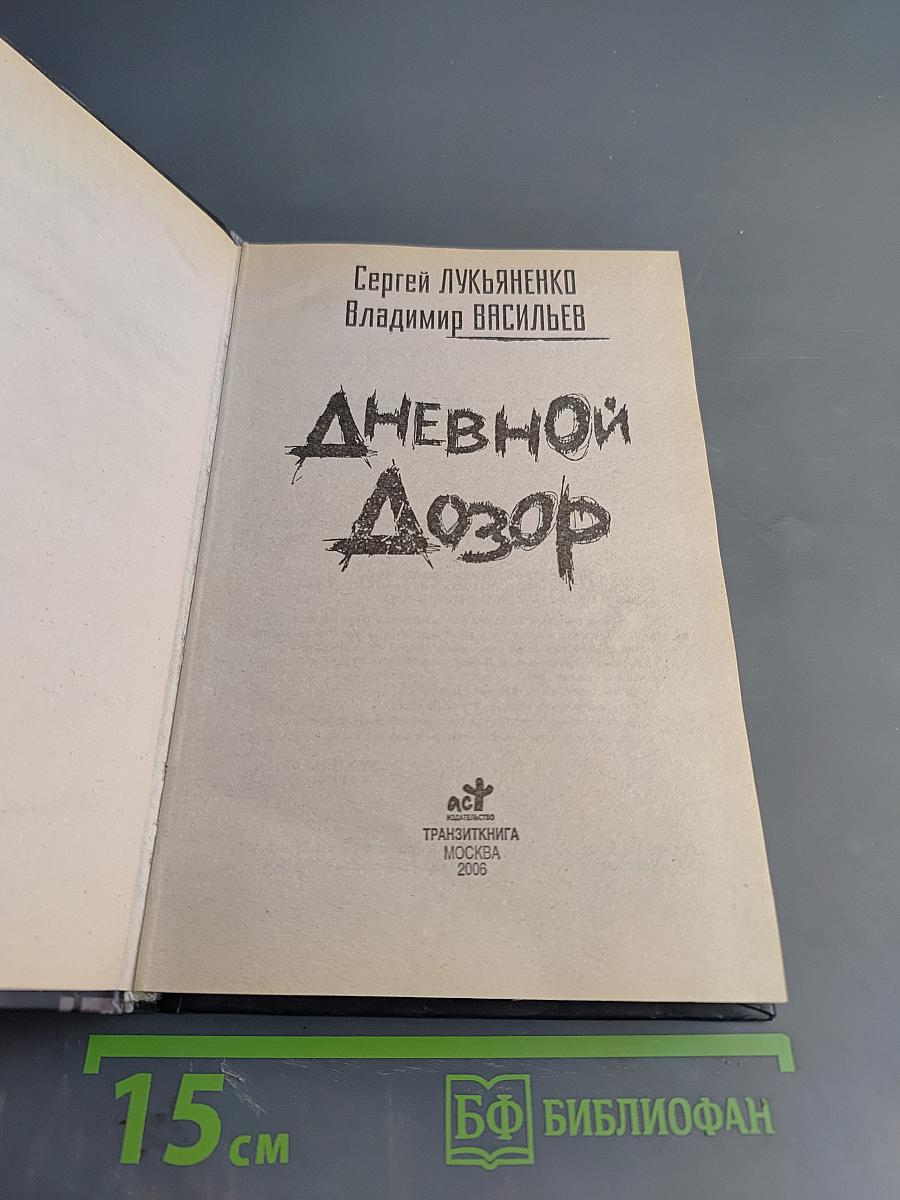 Сергей ЛУКЬЯНЕНКО
Владимир ВАСИЛЬЕВ
ДНЕВНОЙ
ДОЗОР
аст
ИЗДАТЕЛЬСТВО
ТРАНЗИТКНИГА
МОСКВА
2006
15 см
БФ БИБЛИОФАН